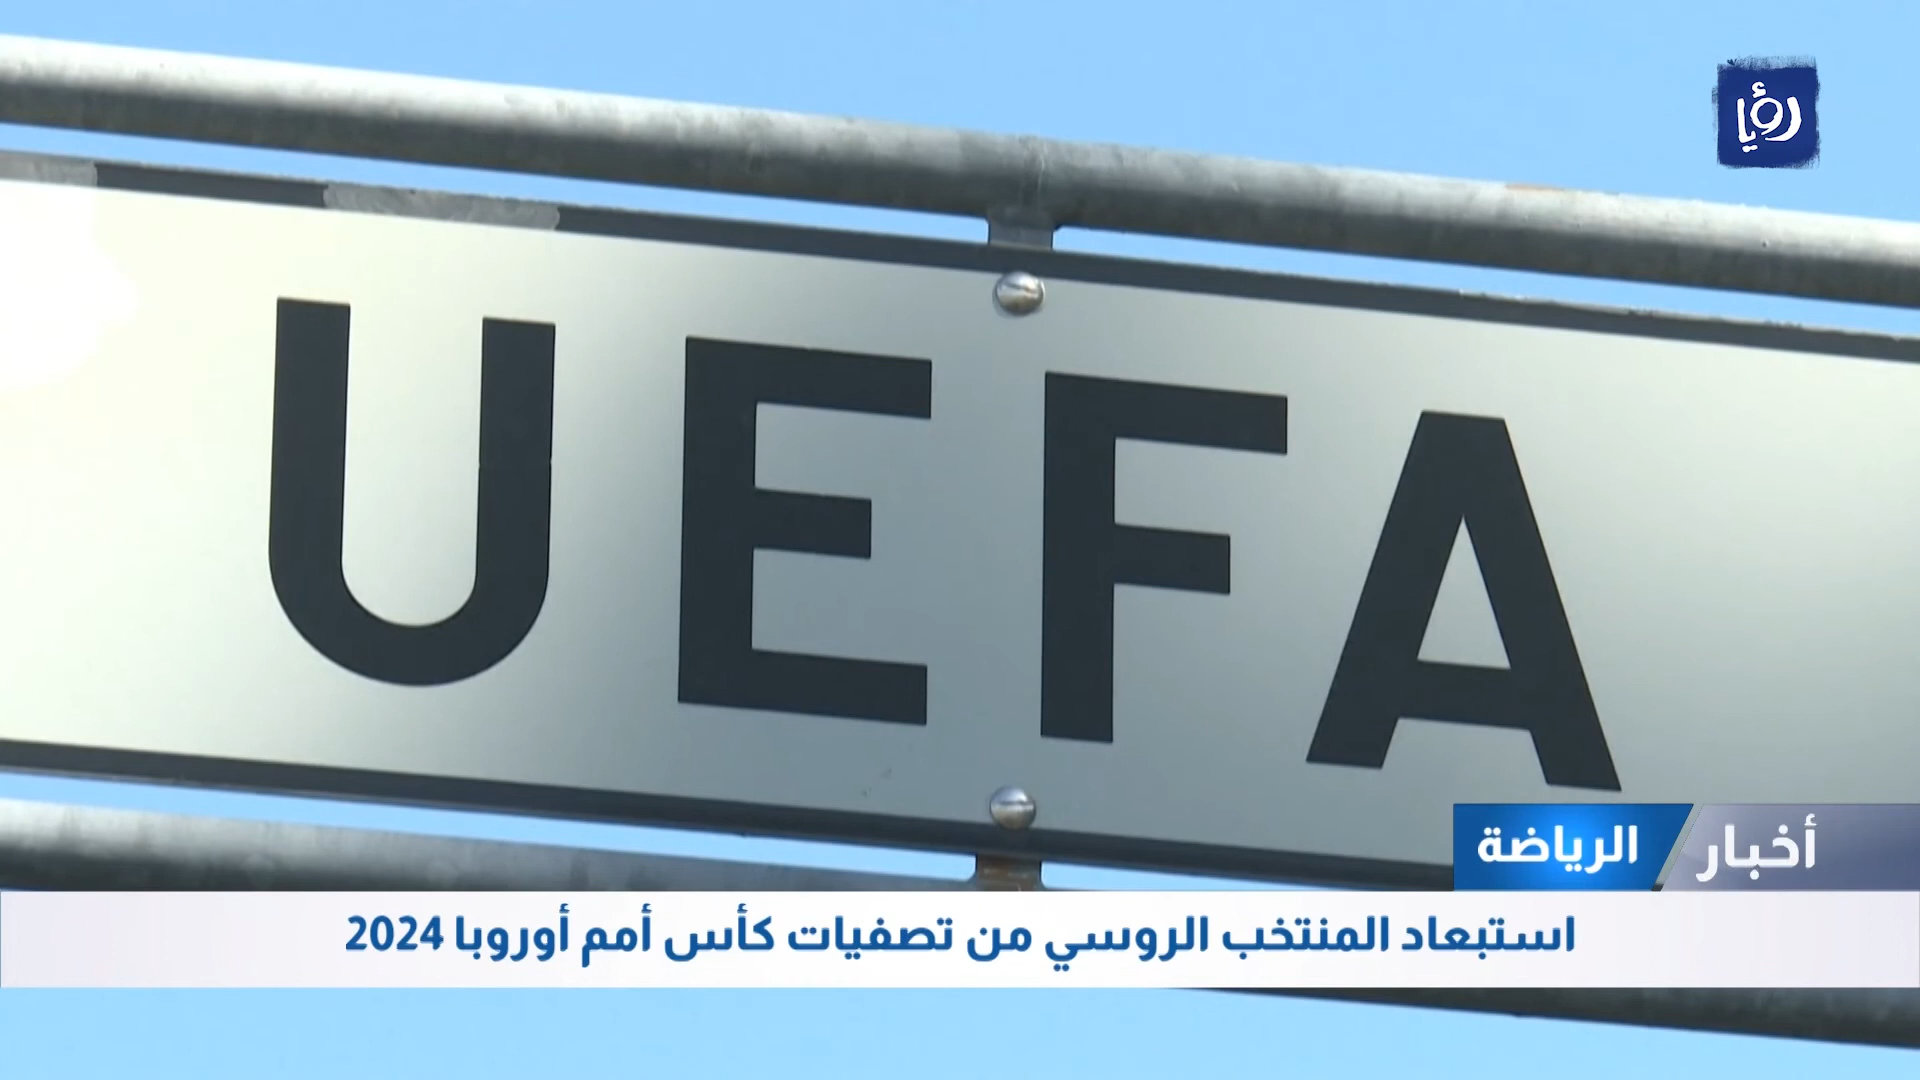 رؤيا
UEFA
أخبار الرياضة
استبعاد المنتخب الروسي من تصفيات كأس أمم أوروبا 2024